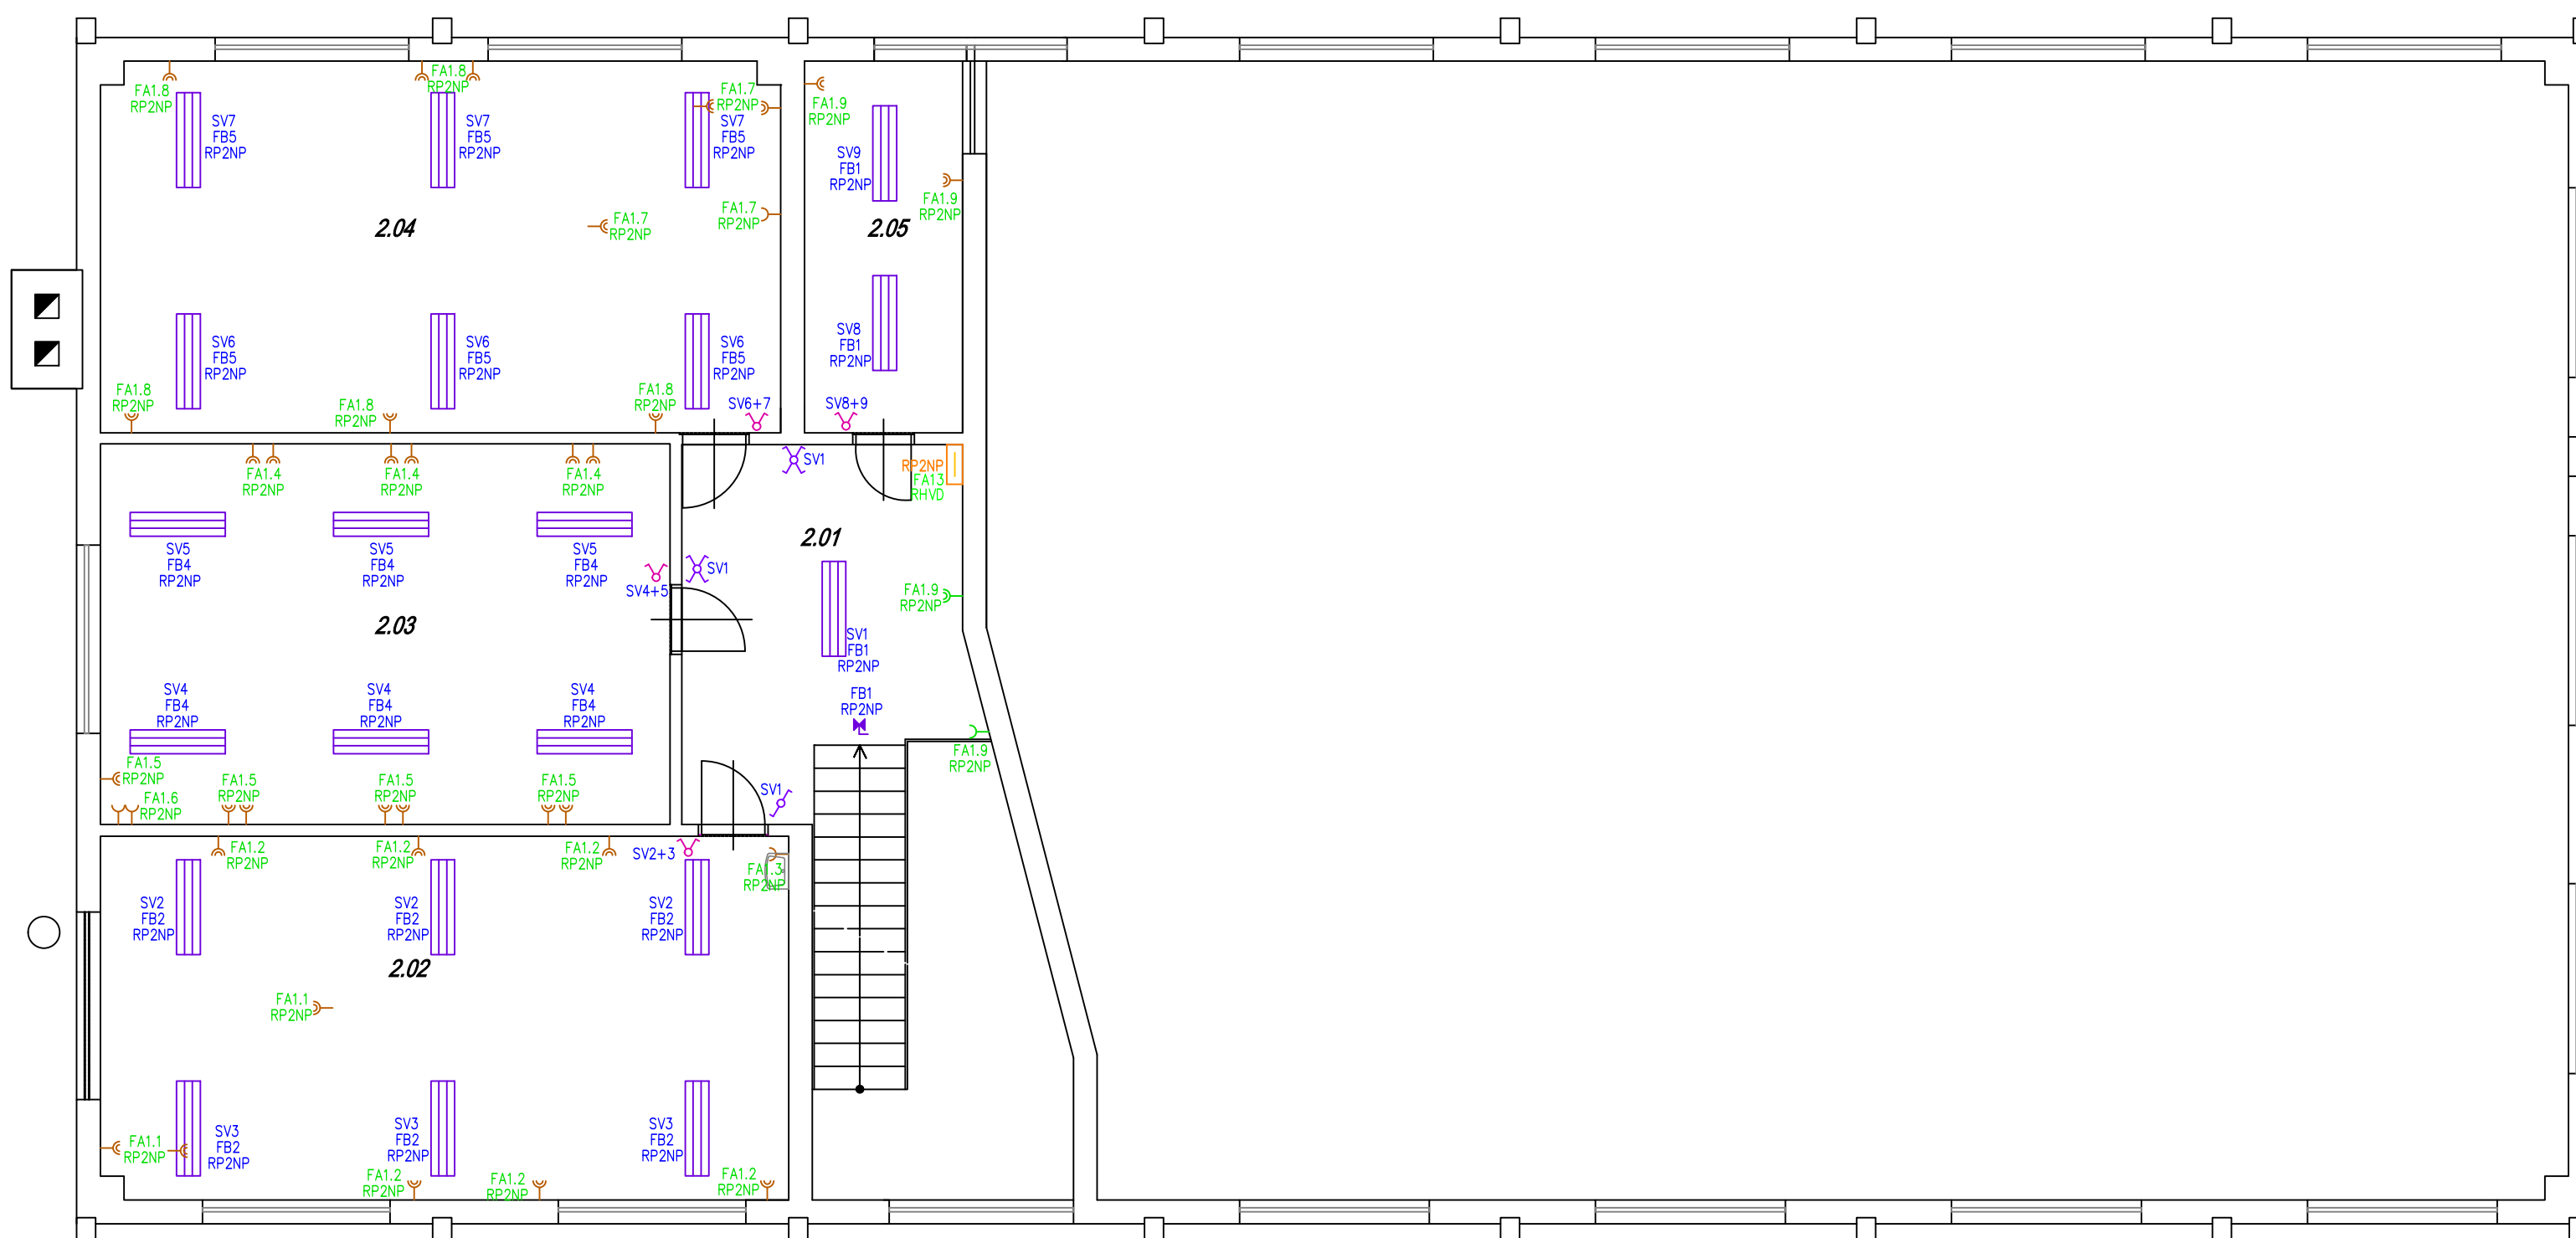 FA1.8
RP2NP
FA1.8
RP2NP
FA1.7
RP2NP
FA1.9
RP2NP
SV7
FB5
RP2NP
SV7
FB5
RP2NP
SV7
FB5
RP2NP
SV9
FB1
RP2NP
FA1.9
RP2NP
FA1.7
RP2NP
FA1.7
RP2NP
2.04
2.05
SV6
FB5
RP2NP
SV6
FB5
RP2NP
SV6
FB5
RP2NP
SV8
FB1
RP2NP
FA1.8
RP2NP
FA1.8
RP2NP
FA1.8
RP2NP
SV6+7
SV8+9
SV1
RP2NP
FA13
RHVD
FA1.4
RP2NP
FA1.4
RP2NP
FA1.4
RP2NP
2.01
SV5
FB4
RP2NP
SV5
FB4
RP2NP
SV5
FB4
RP2NP
SV4+5
SV1
FA1.9
RP2NP
2.03
SV1
FB1
RP2NP
SV4
FB4
RP2NP
SV4
FB4
RP2NP
SV4
FB4
RP2NP
FB1
RP2NP
FA1.9
RP2NP
FA1.5
RP2NP
FA1.6
RP2NP
FA1.5
RP2NP
FA1.5
RP2NP
FA1.5
RP2NP
SV1
FA1.2
RP2NP
FA1.2
RP2NP
FA1.2
RP2NP
SV2+3
FA1.3
RP2NP
SV2
FB2
RP2NP
SV2
FB2
RP2NP
SV2
FB2
RP2NP
2.02
FA1.1
RP2NP
FA1.1
RP2NP
SV3
FB2
RP2NP
SV3
FB2
RP2NP
SV3
FB2
RP2NP
FA1.2
RP2NP
FA1.2
RP2NP
FA1.2
RP2NP